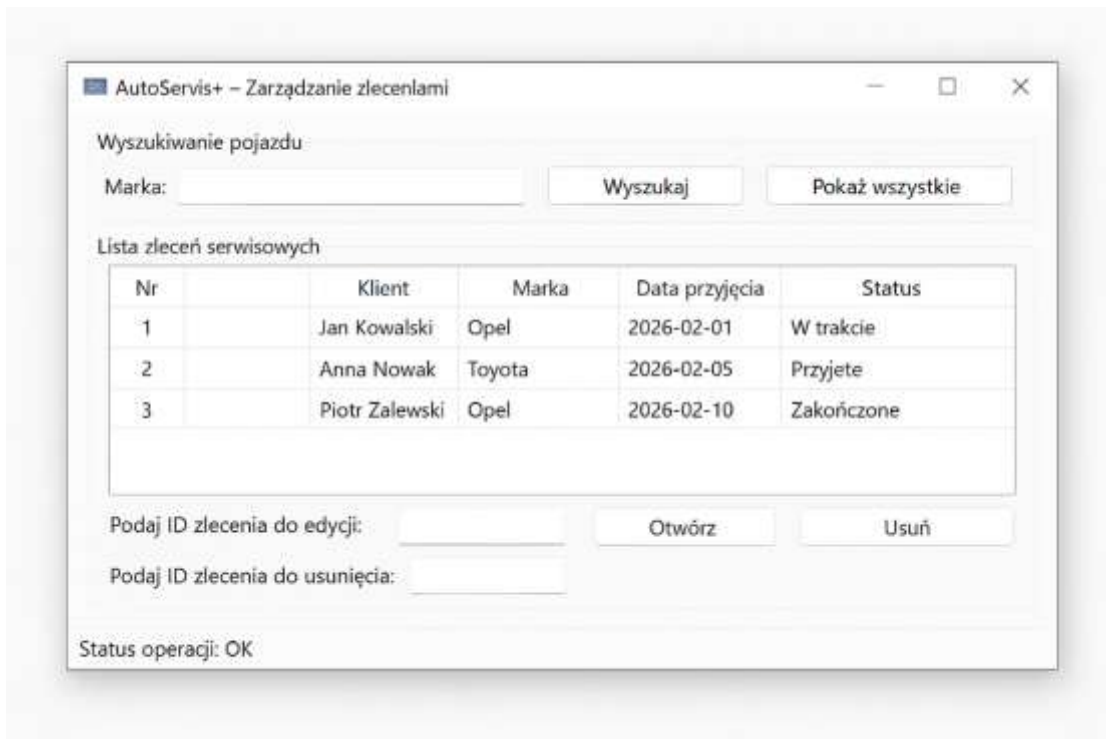 AutoServis+ – Zarządzanie zlecenlami
Wyszukiwanie pojazdu
Marka: Wyszukaj Pokaż wszystkie
Lista zleceń serwisowych
Nr Klient Marka Data przyjęcia Status
1 Jan Kowalski Opel 2026-02-01 W trakcie
2 Anna Nowak Toyota 2026-02-05 Przyjete
3 Piotr Zalewski Opel 2026-02-10 Zakończone
Podaj ID zlecenia do edycji: Otwórz Usuń
Podaj ID zlecenia do usunięcia:
Status operacji: OK